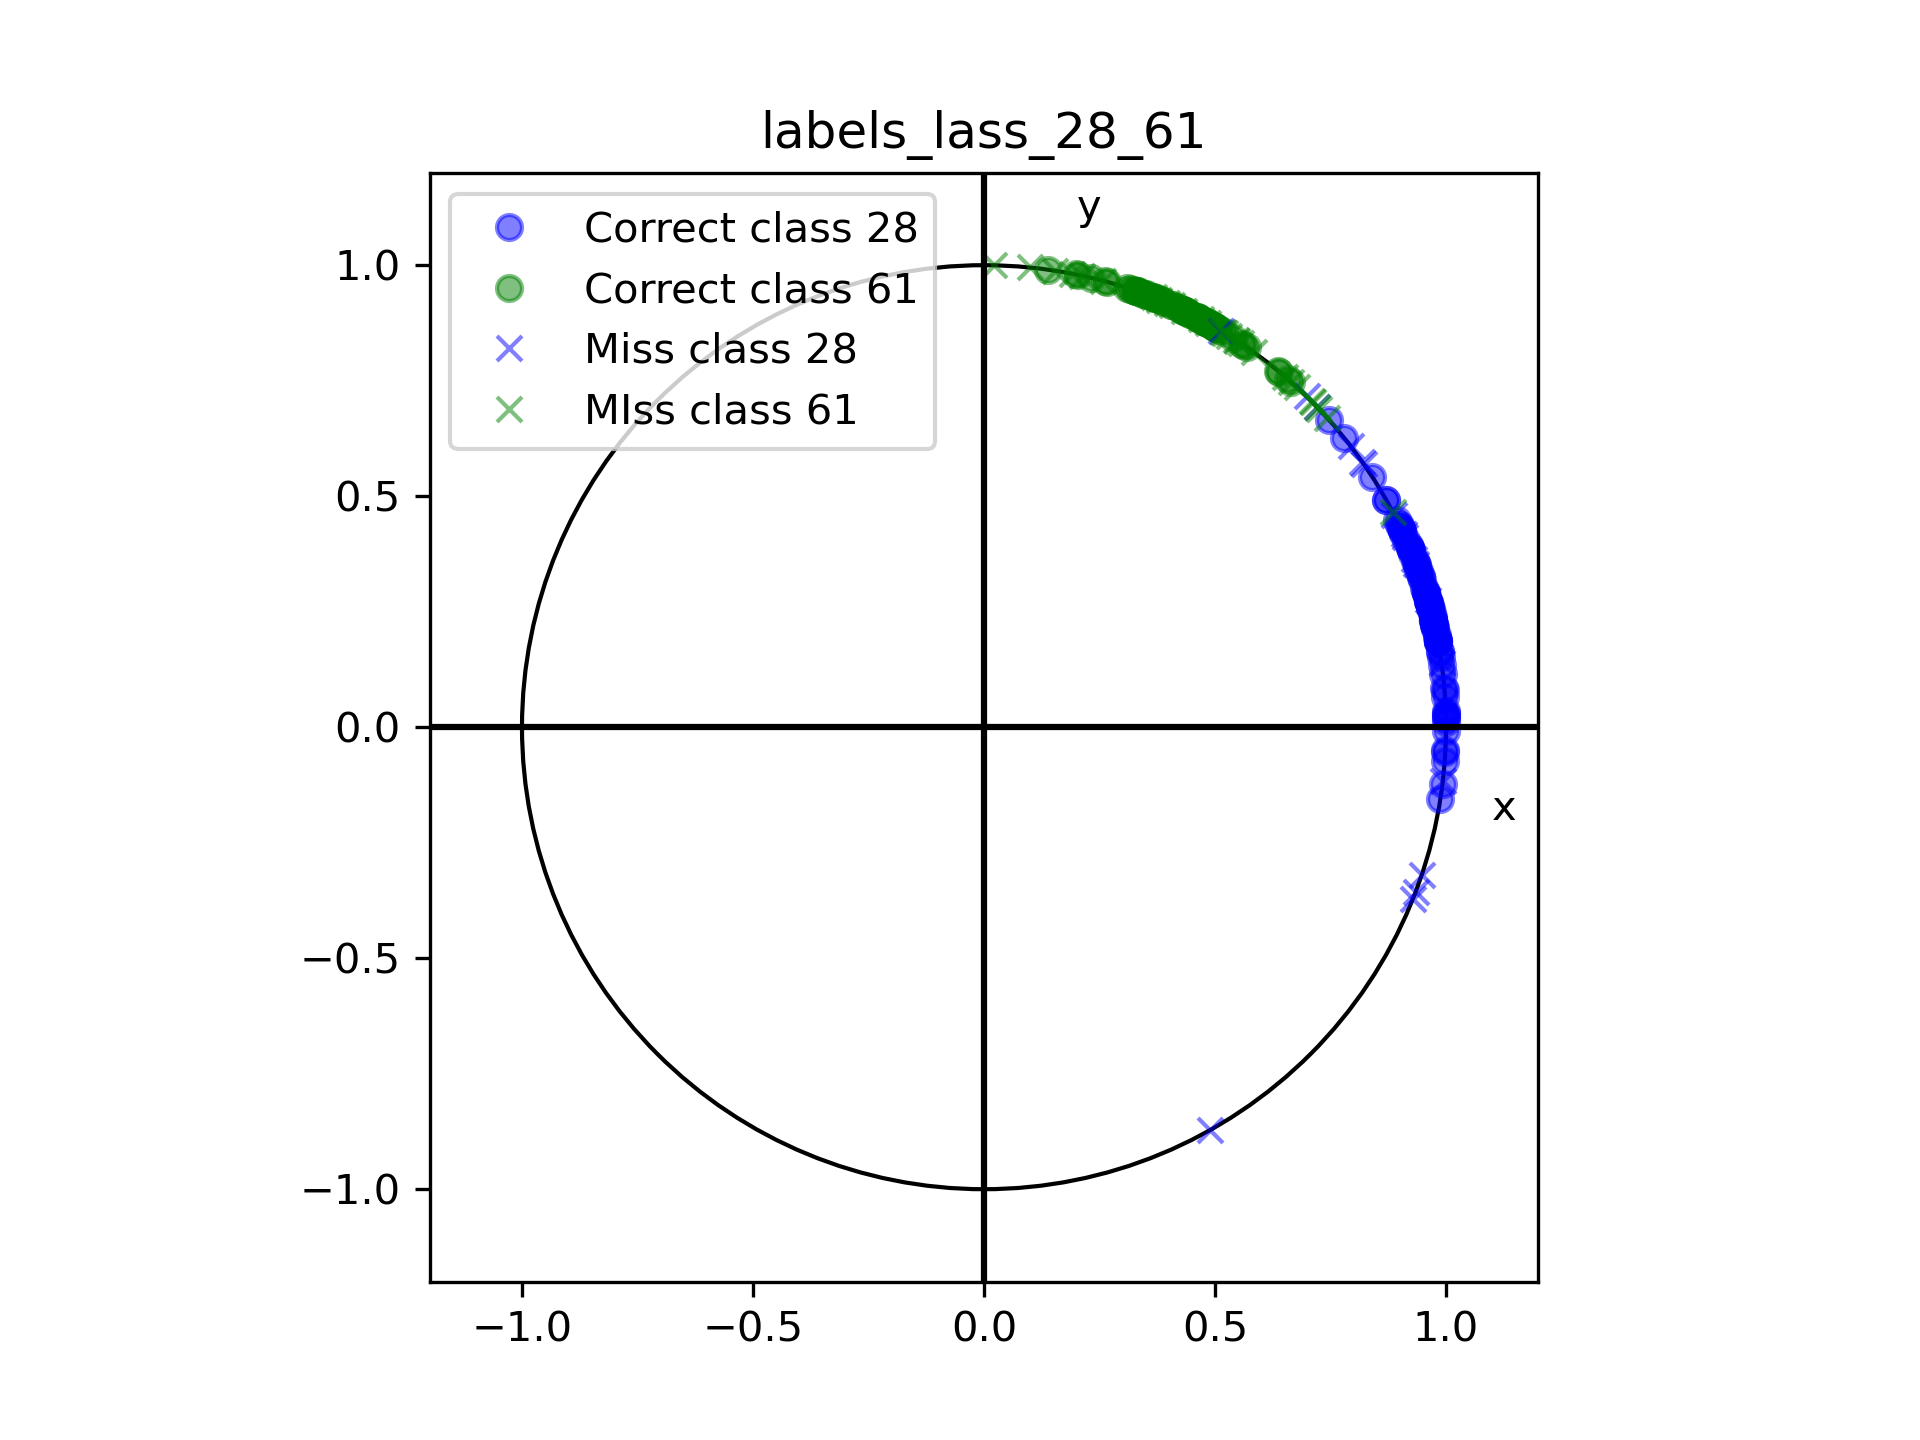 labels_lass_28_61
y
Correct class 28
Correct class 61
Miss class 28
MIss class 61
1.0
0.5
0.0
−0.5
−1.0
x
−1.0 −0.5 0.0 0.5 1.0